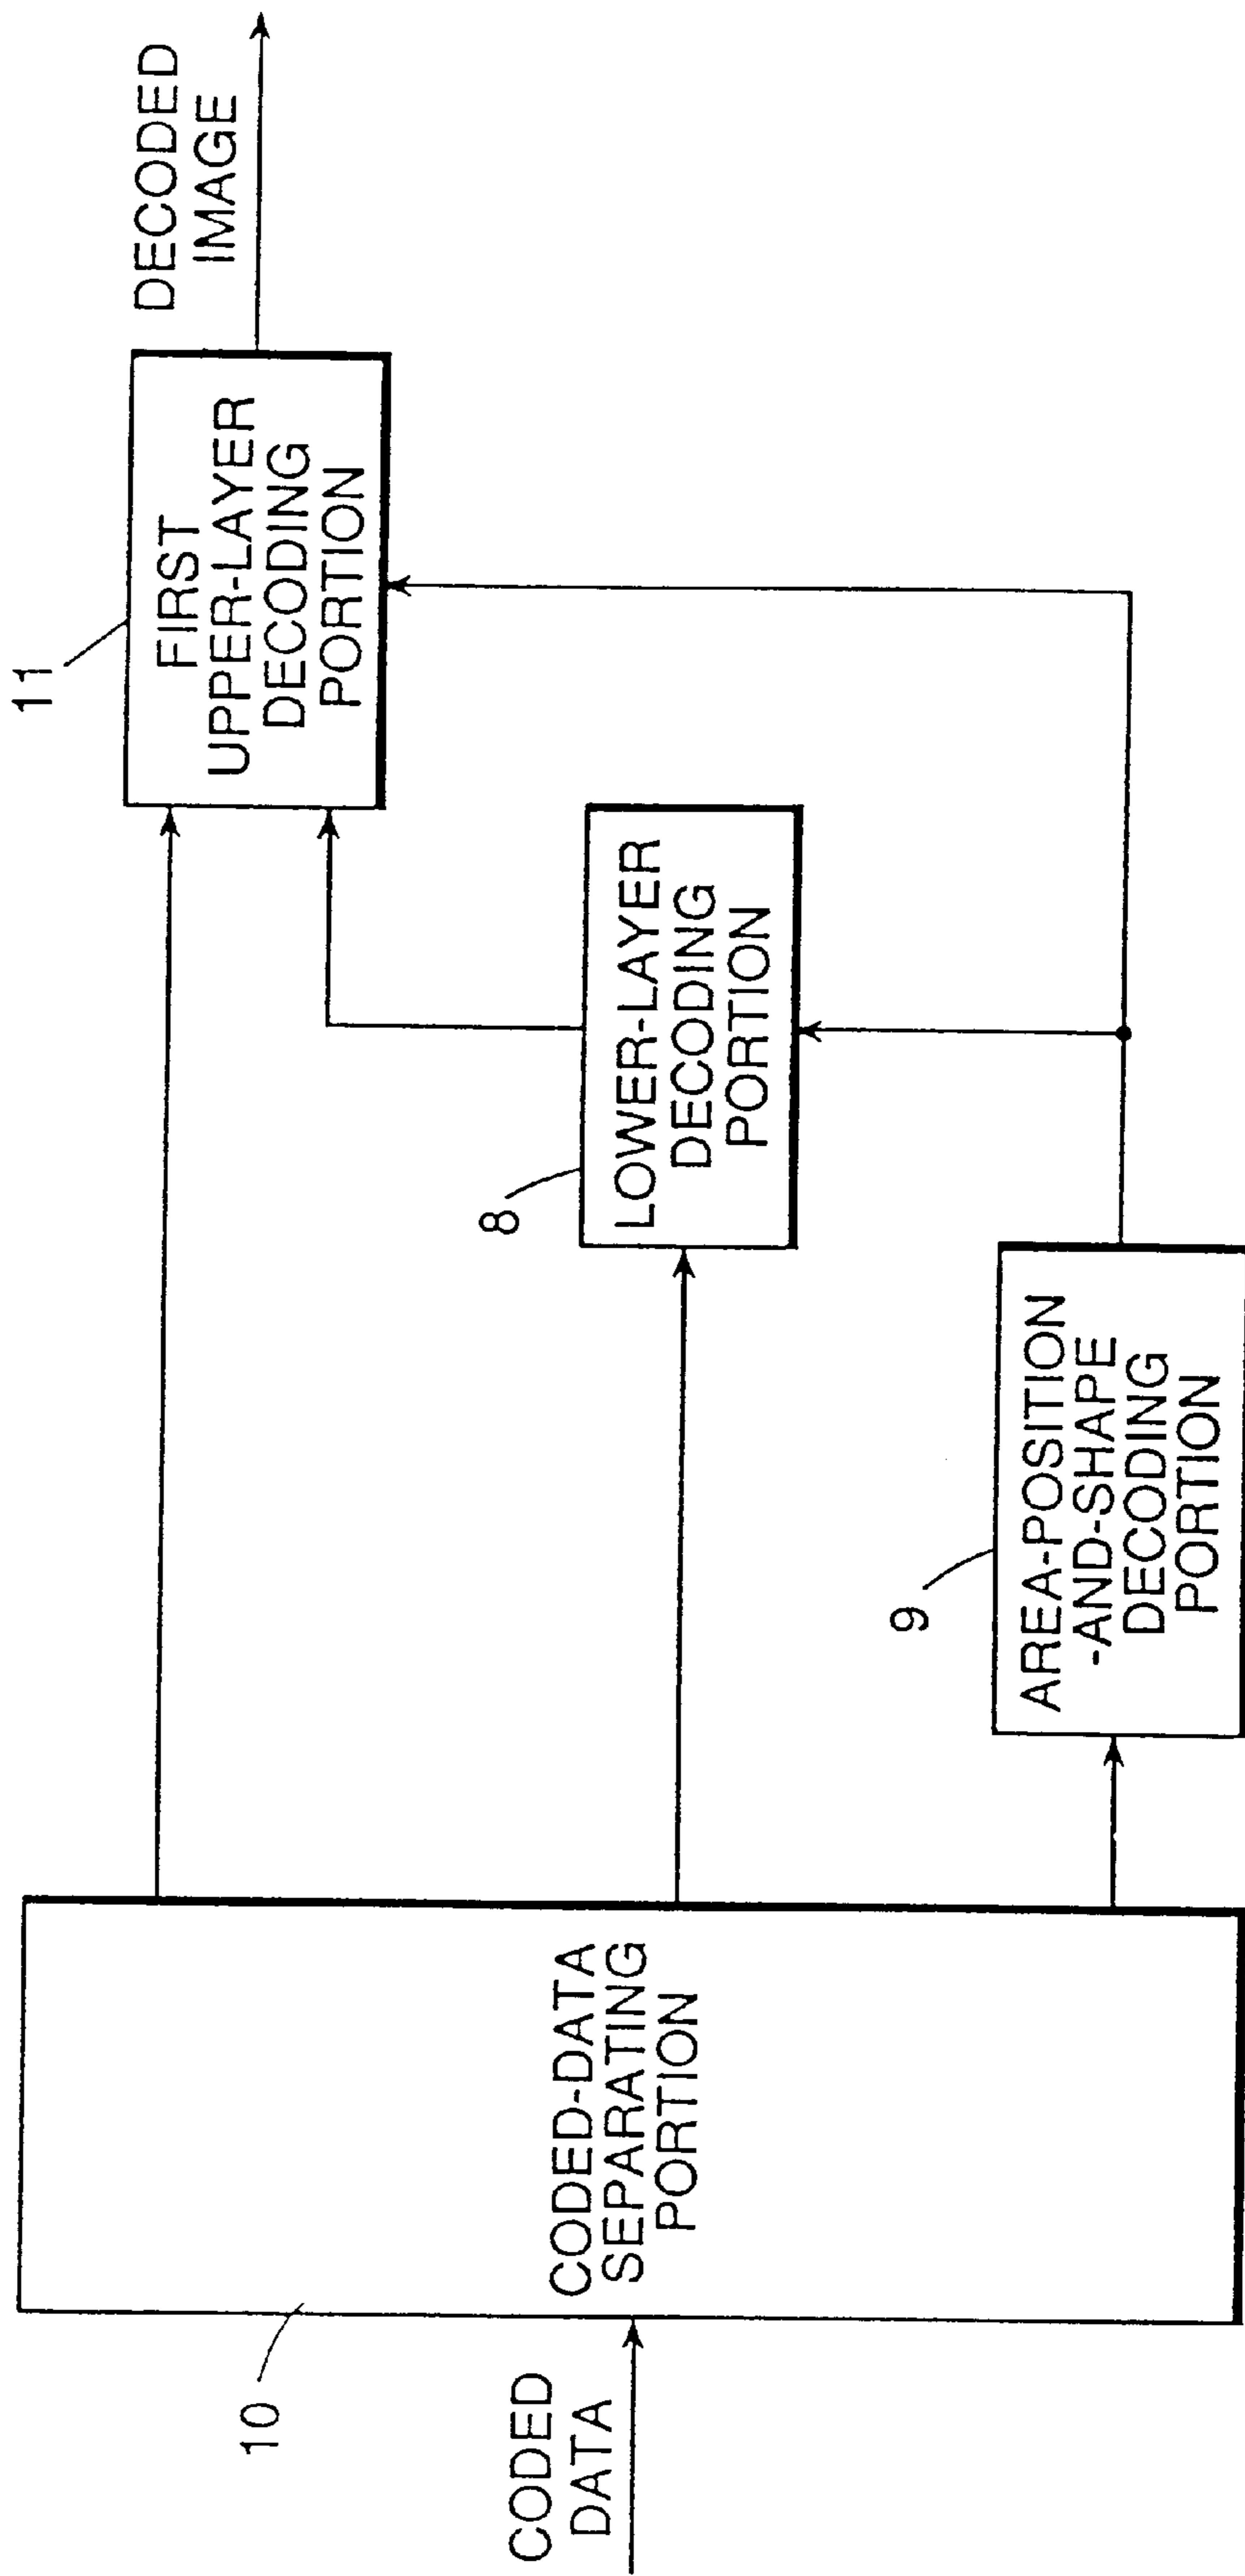 CODED
DATA
10
CODED-DATA
SEPARATING
PORTION
9
AREA-POSITION
-AND-SHAPE
DECODING
PORTION
8
LOWER-LAYER
DECODING
PORTION
11
FIRST
UPPER-LAYER
DECODING
PORTION
DECODED
IMAGE